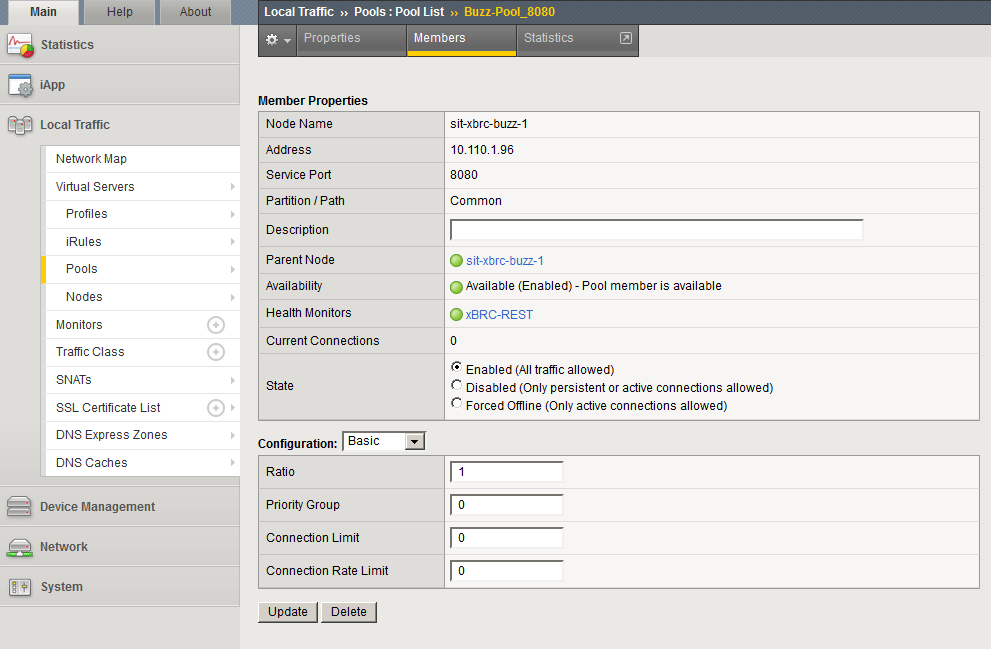 Main Help About
Local Traffic ›› Pools : Pool List ›› Buzz-Pool_8080
Properties Members Statistics
Statistics
iApp
Local Traffic
Network Map
Virtual Servers
Profiles
iRules
Pools
Nodes
Monitors
Traffic Class
SNATs
SSL Certificate List
DNS Express Zones
DNS Caches
Device Management
Network
System
Member Properties
Node Name sit-xbrc-buzz-1
Address 10.110.1.96
Service Port 8080
Partition / Path Common
Description
Parent Node sit-xbrc-buzz-1
Availability Available (Enabled) - Pool member is available
Health Monitors xBRC-REST
Current Connections 0
State
Enabled (All traffic allowed)
Disabled (Only persistent or active connections allowed)
Forced Offline (Only active connections allowed)
Configuration: Basic
Ratio 1
Priority Group 0
Connection Limit 0
Connection Rate Limit 0
Update Delete